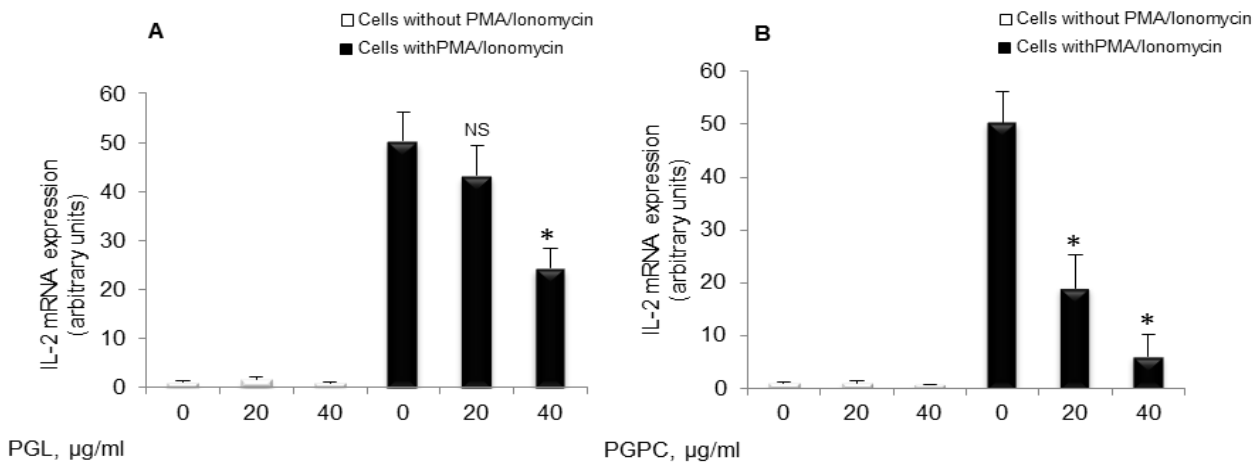 A
Cells without PMA/Ionomycin
Cells withPMA/Ionomycin
IL-2 mRNA expression
(arbitrary units)
60
50
40
30
20
10
0
NS
*
0 20 40 0 20 40
PGL, µg/ml
B
Cells without PMA/Ionomycin
Cells withPMA/Ionomycin
IL-2 mRNA expression
(arbitrary units)
60
50
40
30
20
10
0
*
*
0 20 40 0 20 40
PGPC, µg/ml